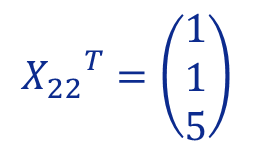 X₂₂ᵀ = (1
1
5)